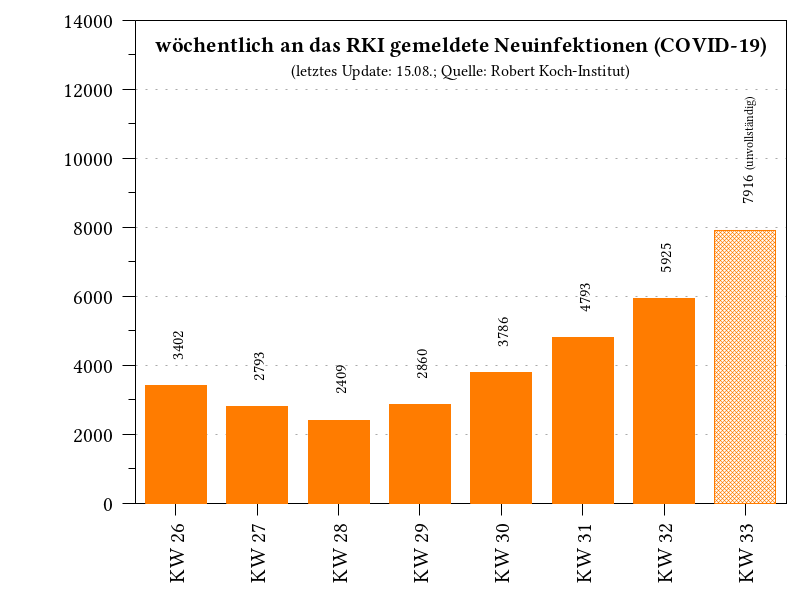 wöchentlich an das RKI gemeldete Neuinfektionen (COVID-19)
(letztes Update: 15.08.; Quelle: Robert Koch-Institut)
14000
12000
10000
8000
6000
4000
2000
0
3402
2793
2409
2860
3786
4793
5925
7916 (unvollständig)
KW 26
KW 27
KW 28
KW 29
KW 30
KW 31
KW 32
KW 33